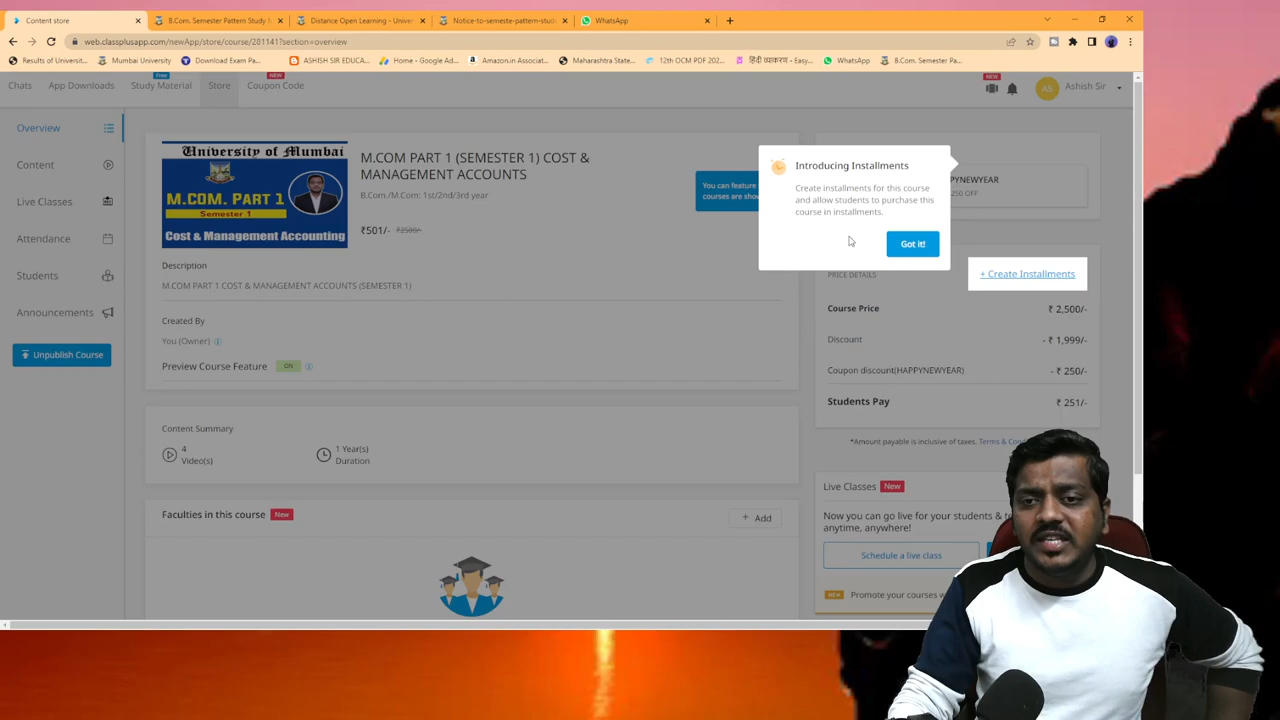 Content store
B.Com. Semester Pattern Study M
Distance Open Learning - Univer
Notice-to-semeste-pattern-stud
WhatsApp
web.classplusapp.com/newApp/store/course/281141?section=overview
Results of Universit...
Mumbai University
Download Exam Pa...
ASHISH SIR EDUCA...
Home - Google Ad...
Amazon.in Associat...
Maharashtra State...
12th OCM PDF 202...
हिंदी व्याकरण - Easy...
WhatsApp
B.Com. Semester Pa...
Chats
App Downloads
Free
Study Material
Store
NEW
Coupon Code
NEW
AS
Ashish Sir
Overview
Content
Live Classes
Attendance
Students
Announcements
Unpublish Course
University of Mumbai
M.COM. PART 1
Semester 1
Cost & Management Accounting
M.COM PART 1 (SEMESTER 1) COST &
MANAGEMENT ACCOUNTS
B.Com./M.Com: 1st/2nd/3rd year
₹501/- ₹2500/-
You can feature
courses are show
Description
M.COM PART 1 COST & MANAGEMENT ACCOUNTS (SEMESTER 1)
Created By
You (Owner)
Preview Course Feature
ON
Content Summary
4
Video(s)
1 Year(s)
Duration
Faculties in this course
New
+ Add
Introducing Installments
Create installments for this course
and allow students to purchase this
course in installments.
Got it!
PYNEWYEAR
250 OFF
PRICE DETAILS
+ Create Installments
Course Price ₹ 2,500/-
Discount - ₹ 1,999/-
Coupon discount(HAPPYNEWYEAR) - ₹ 250/-
Students Pay ₹ 251/-
*Amount payable is inclusive of taxes. Terms & Cond
Live Classes New
Now you can go live for your students & t
anytime, anywhere!
Schedule a live class
NEW
Promote your courses w